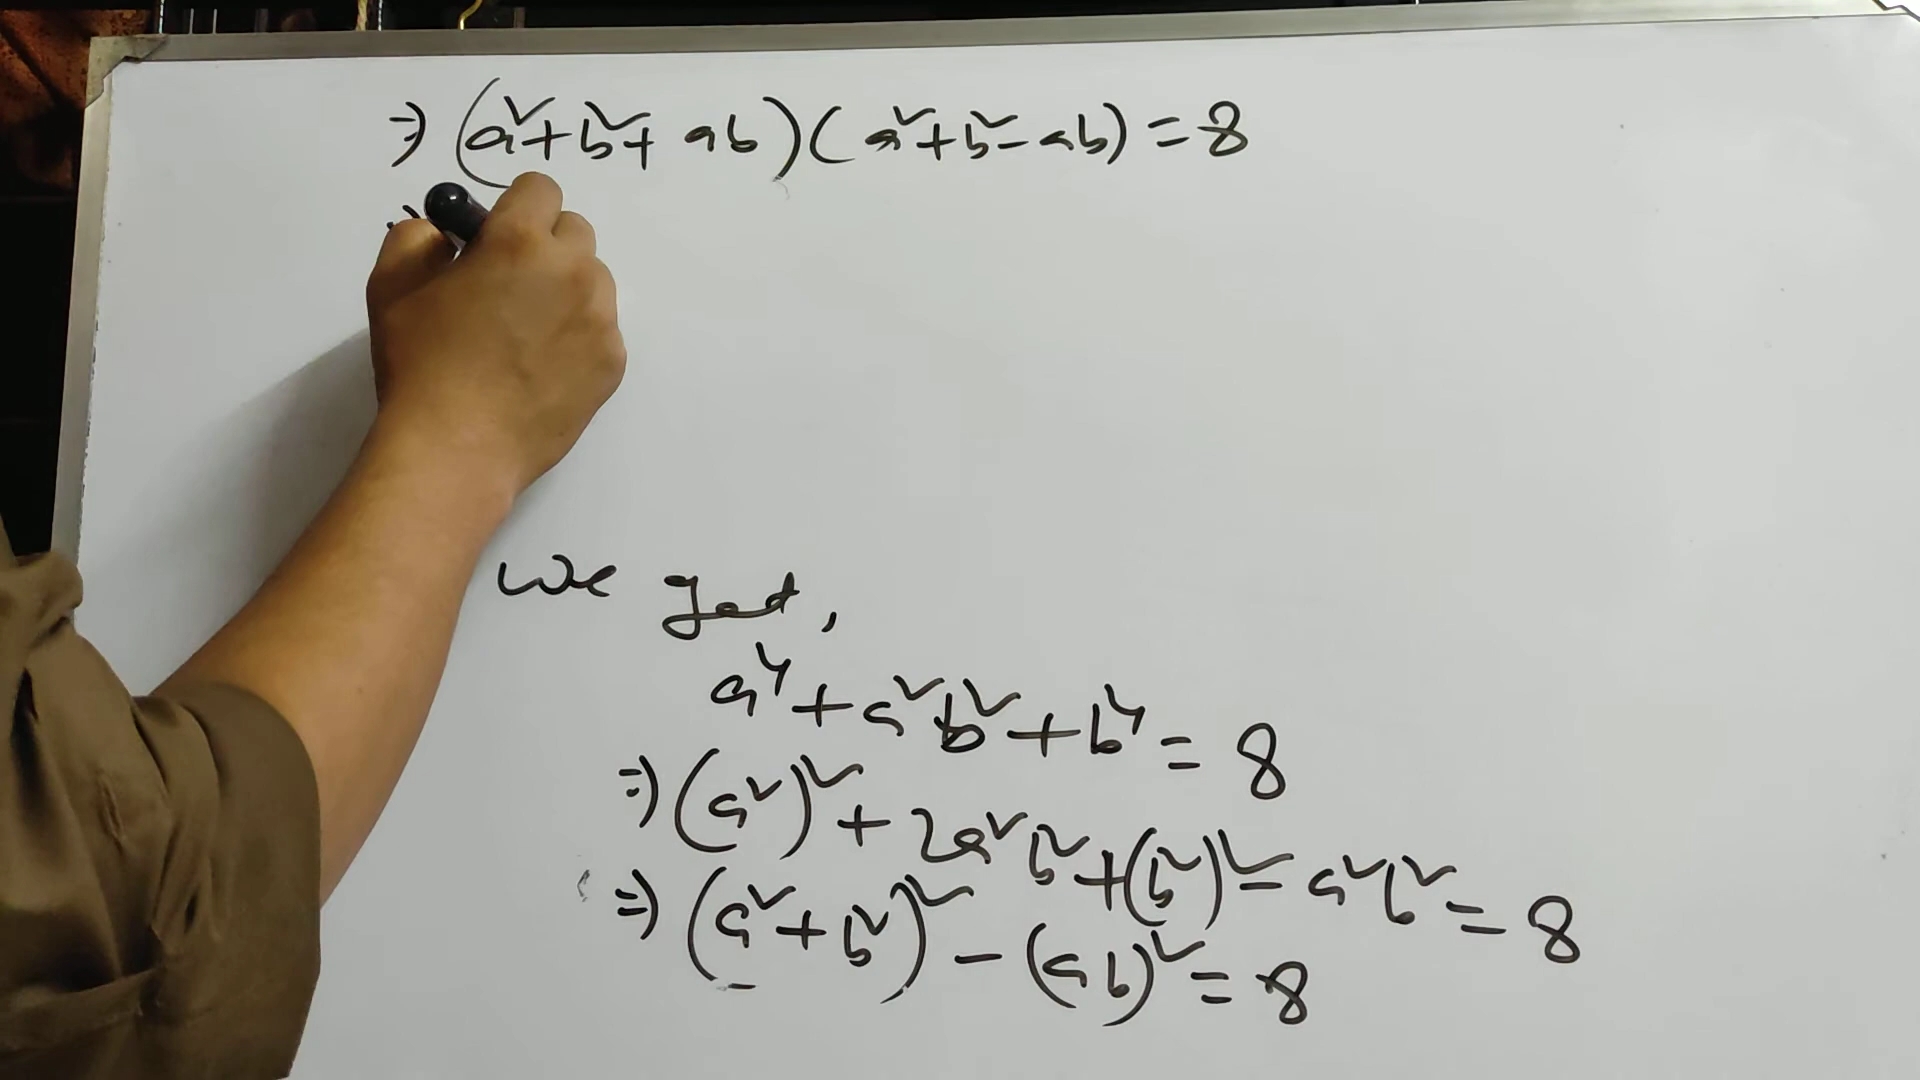 ⇒ (a²+b²+ab)(a²+b²-ab)=8
⇒
We get,
a⁴+a²b²+b⁴=8
⇒(a²)²+2a²b²+(b²)²-a²b²=8
⇒(a²+b²)²-(ab)²=8